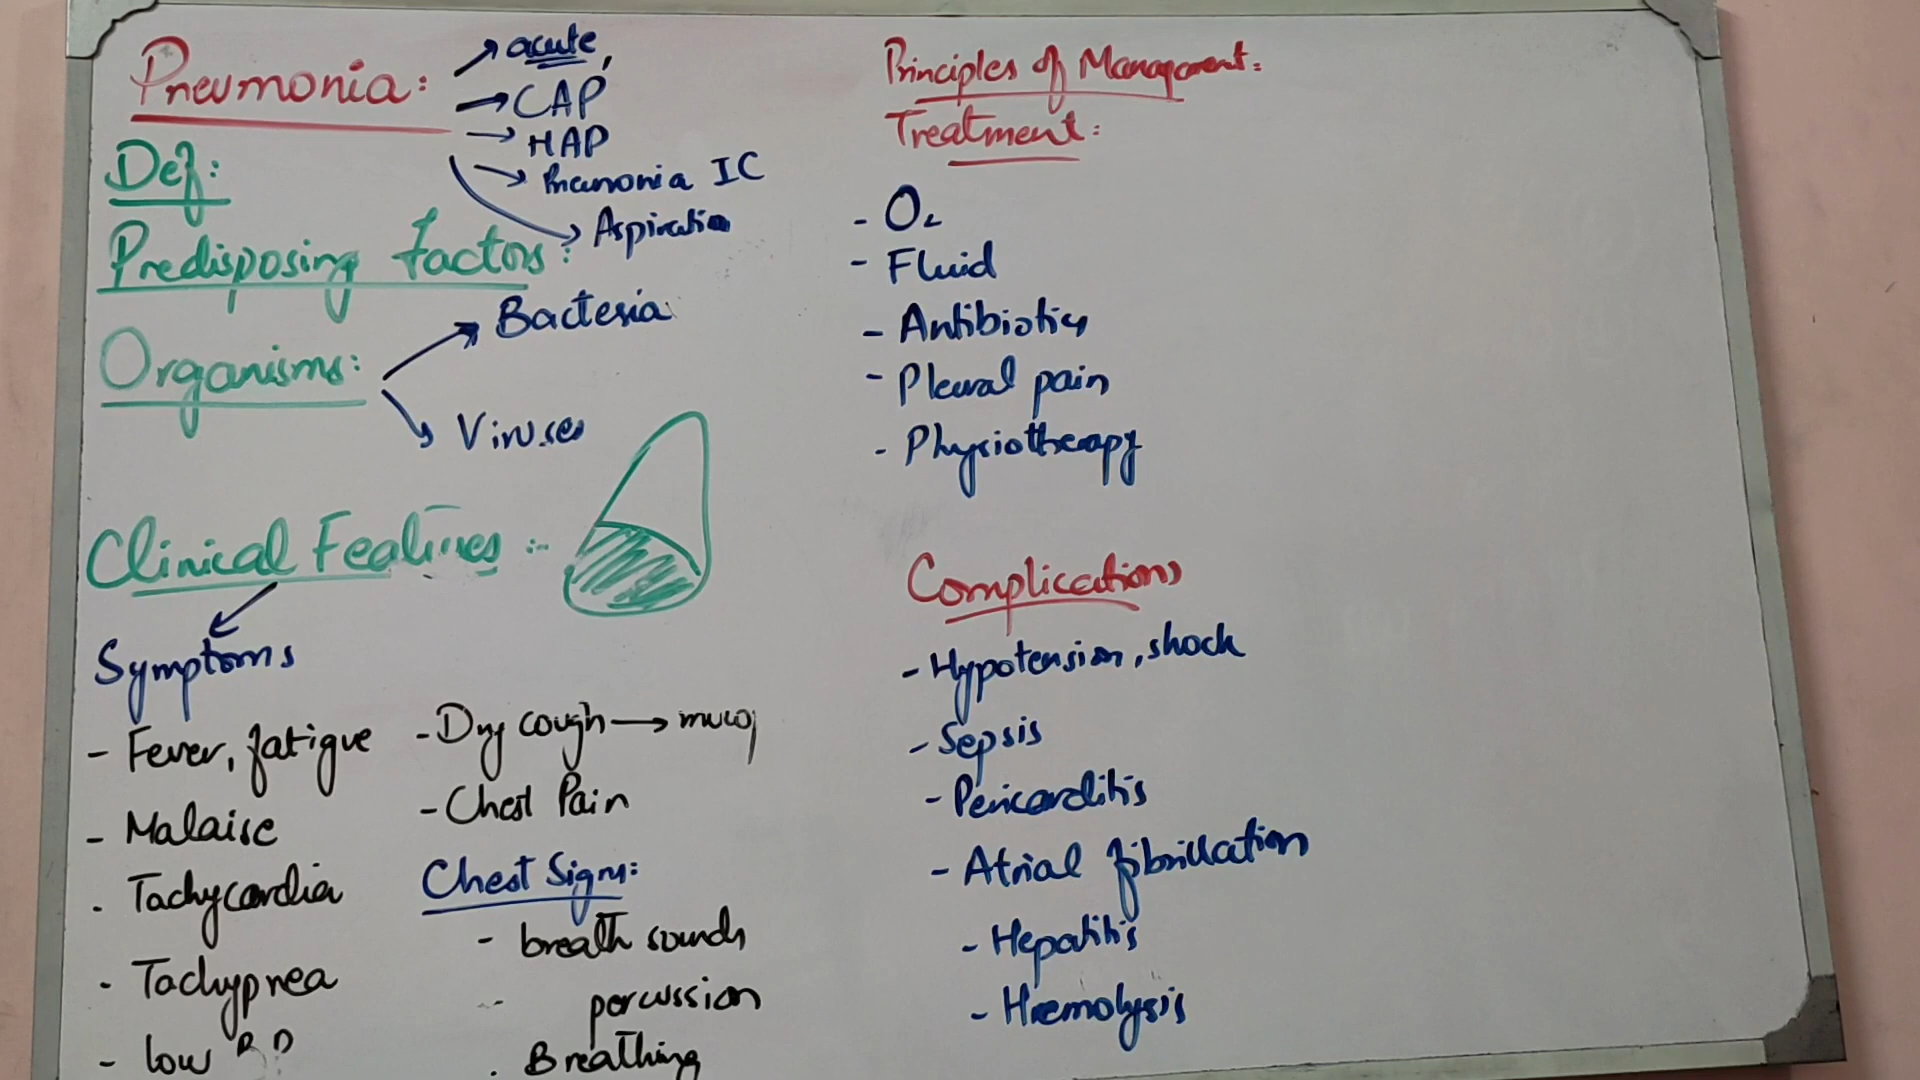 Pneumonia:
→ acute,
→ CAP
→ HAP
→ Pneumonia IC
→ Aspiration
Def:
Predisposing factors:
Organisms:
Bacteria
Viruses
Clinical Features :-
Symptoms
- Fever, fatigue
- Malaise
- Tachycardia
- Tachypnea
- low
- Dry cough →
- Chest Pain
Chest Signs:
- breath sounds
- percussion
- Breathing
Principles of Management:
Treatment:
- O2
- Fluid
- Antibiotics
- Pleural pain
- Physiotherapy
Complications
- Hypotension, shock
- Sepsis
- Pericarditis
- Atrial fibrillation
- Hepatitis
- Haemolysis